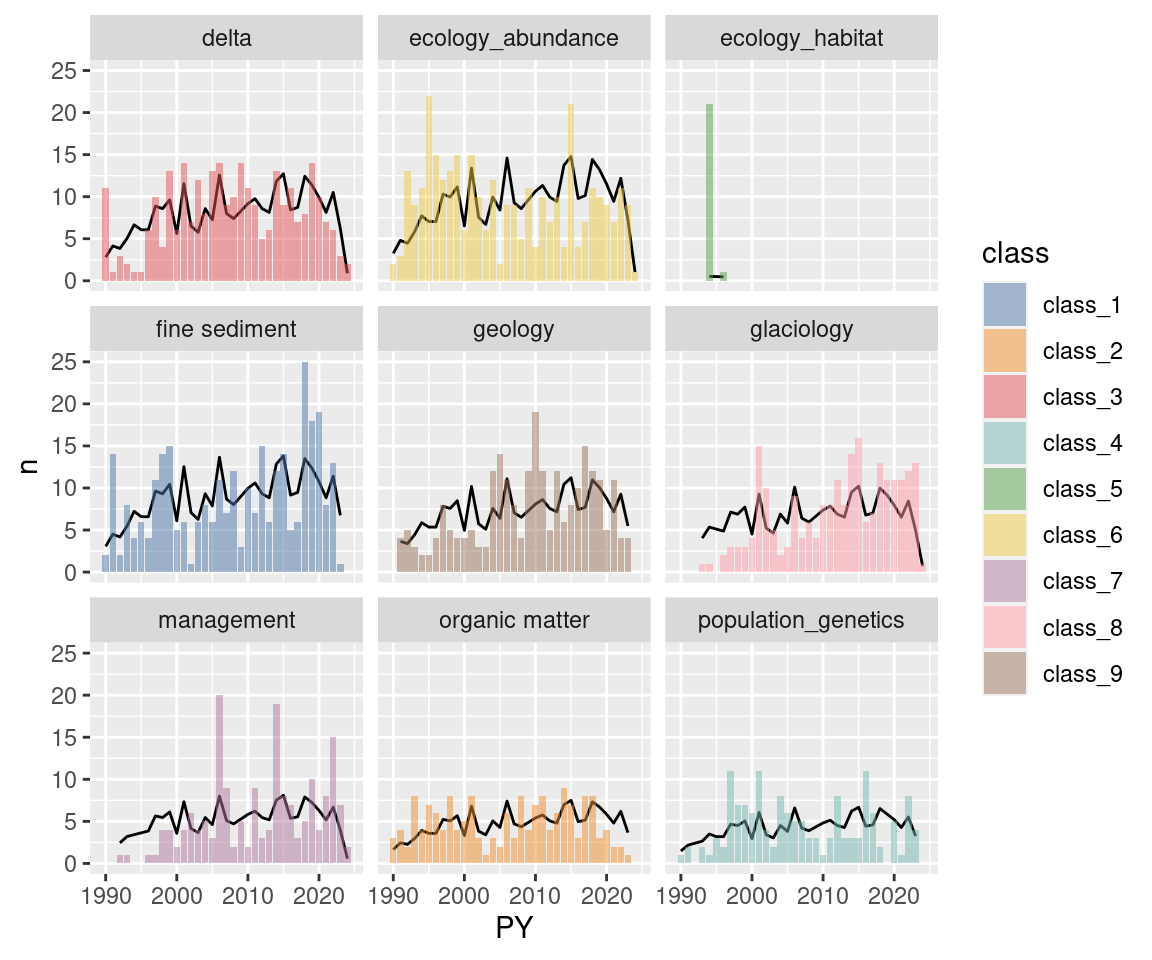 delta ecology_abundance ecology_habitat
25
20
15
10
5
0
fine sediment geology glaciology
25
20
15
10
5
0
management organic matter population_genetics
25
20
15
10
5
0
1990 2000 2010 2020 1990 2000 2010 2020 1990 2000 2010 2020
PY
n
class
class_1
class_2
class_3
class_4
class_5
class_6
class_7
class_8
class_9